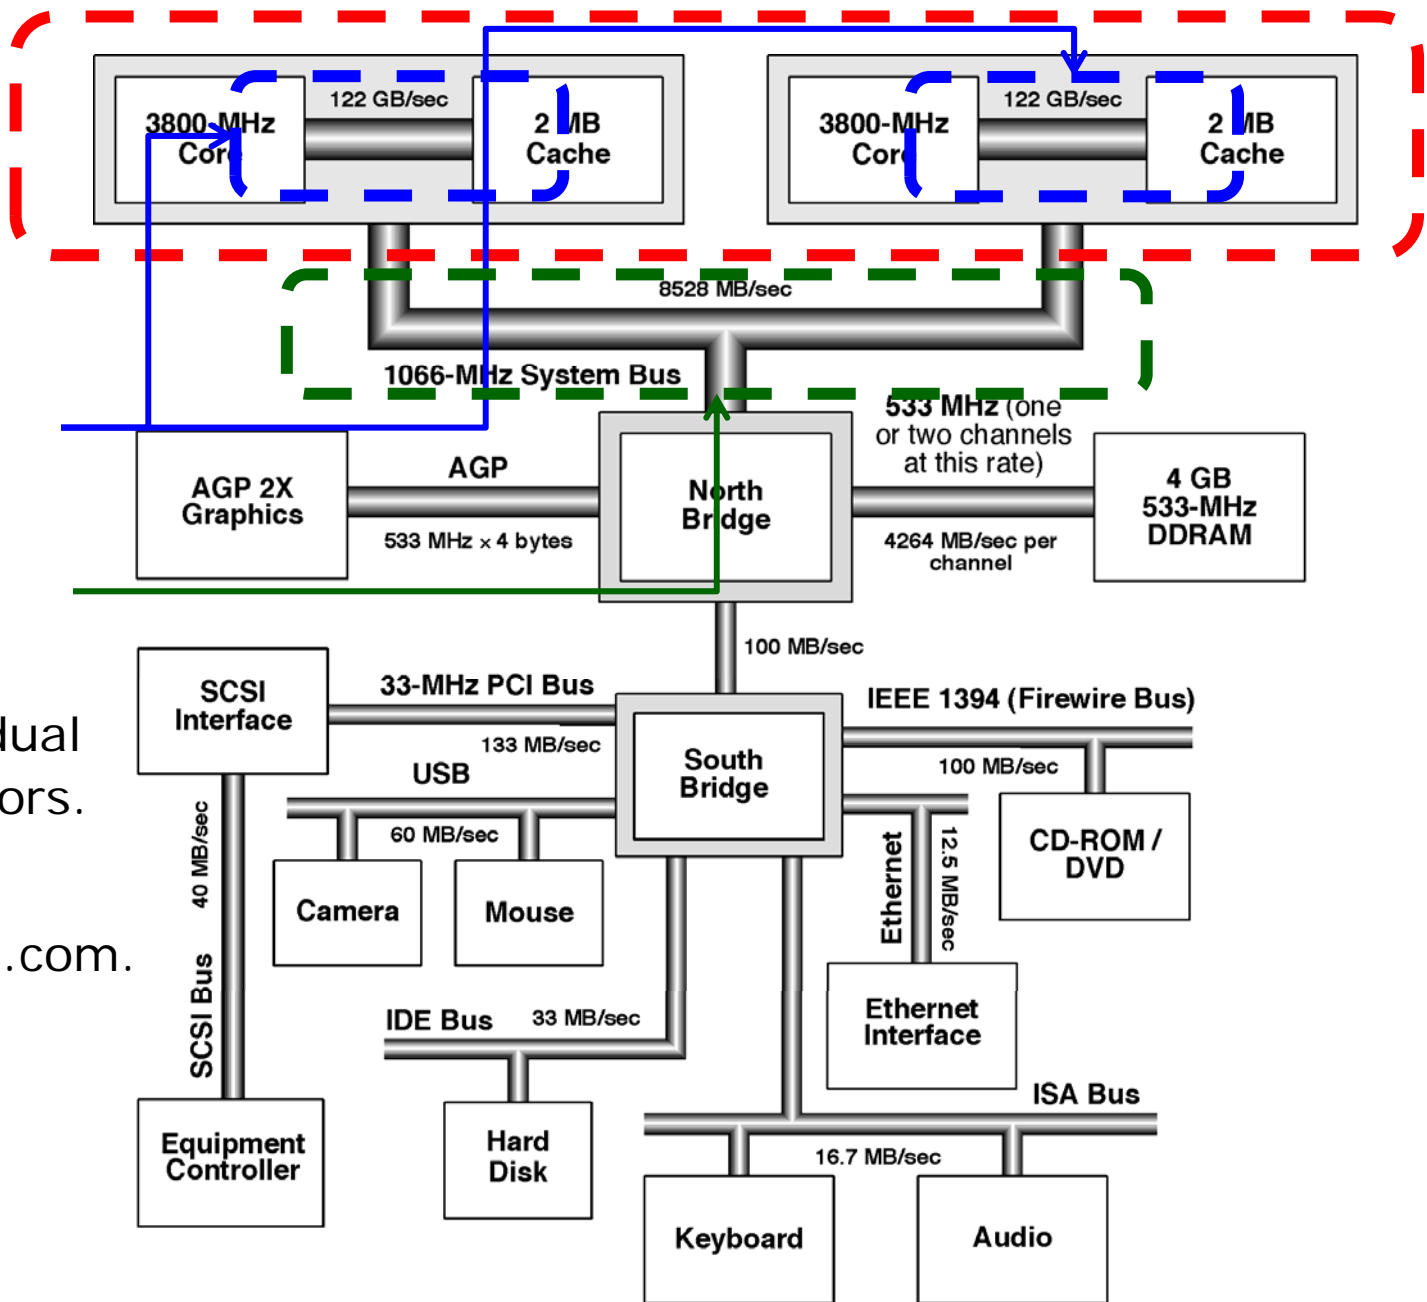 122 GB/sec
3800-MHz
Core
2 MB
Cache
122 GB/sec
3800-MHz
Core
2 MB
Cache
8528 MB/sec
1066-MHz System Bus
533 MHz (one
or two channels
at this rate)
AGP 2X
Graphics
AGP
533 MHz × 4 bytes
North
Bridge
4264 MB/sec per
channel
4 GB
533-MHz
DDRAM
100 MB/sec
SCSI
Interface
33-MHz PCI Bus
133 MB/sec
IEEE 1394 (Firewire Bus)
100 MB/sec
South
Bridge
dual
ors.
USB
60 MB/sec
40 MB/sec
Camera
Mouse
Ethernet
12.5 MB/sec
CD-ROM /
DVD
.com.
SCSI Bus
IDE Bus
33 MB/sec
Ethernet
Interface
ISA Bus
16.7 MB/sec
Equipment
Controller
Hard
Disk
Keyboard
Audio